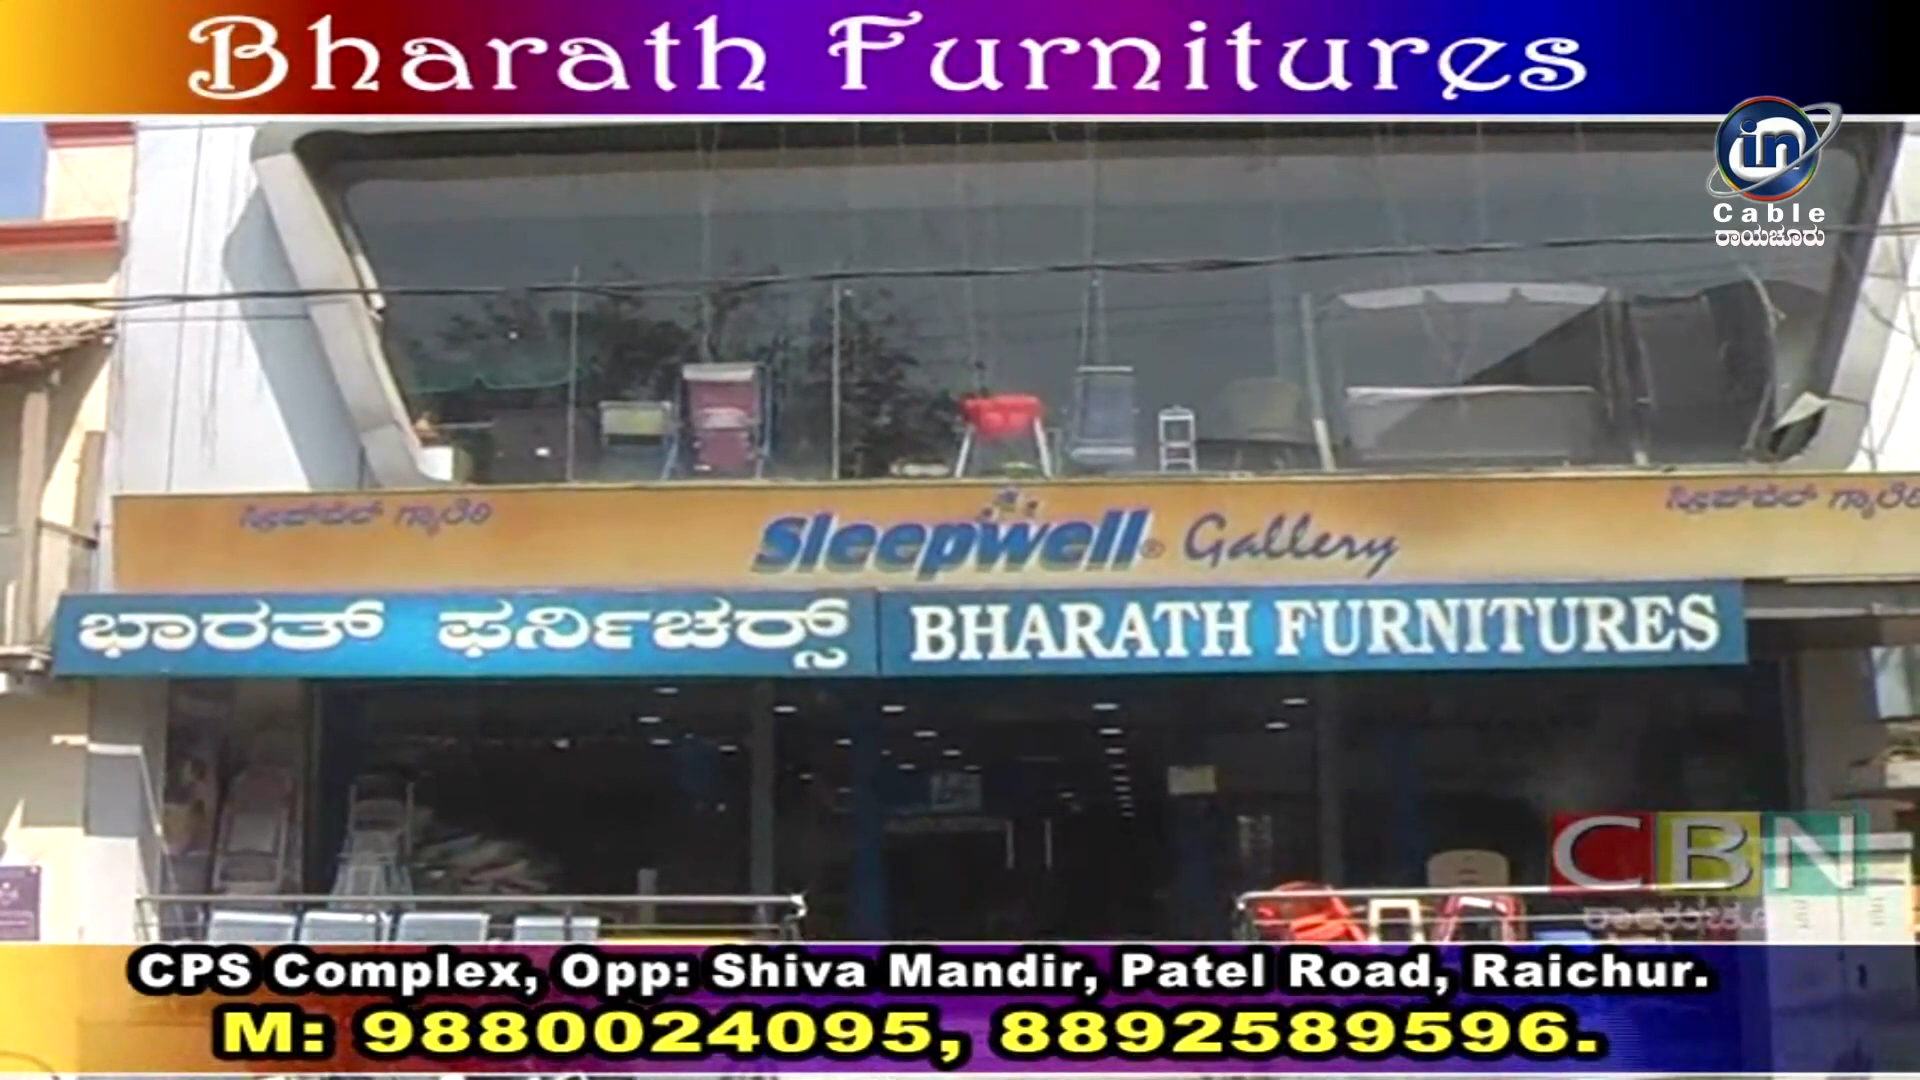 Bharath Furnitures
in
Cable
ರಾಯಚೂರು
ಸ್ಲೀಪ್‌ವೆಲ್ ಗ್ಯಾಲೆರಿ
Sleepwell® Gallery
ಸ್ಲೀಪ್‌ವೆಲ್ ಗ್ಯಾಲೆರಿ
ಭಾರತ್ ಫರ್ನಿಚರ್ಸ್
BHARATH FURNITURES
CBN
CPS Complex, Opp: Shiva Mandir, Patel Road, Raichur.
M: 9880024095, 8892589596.